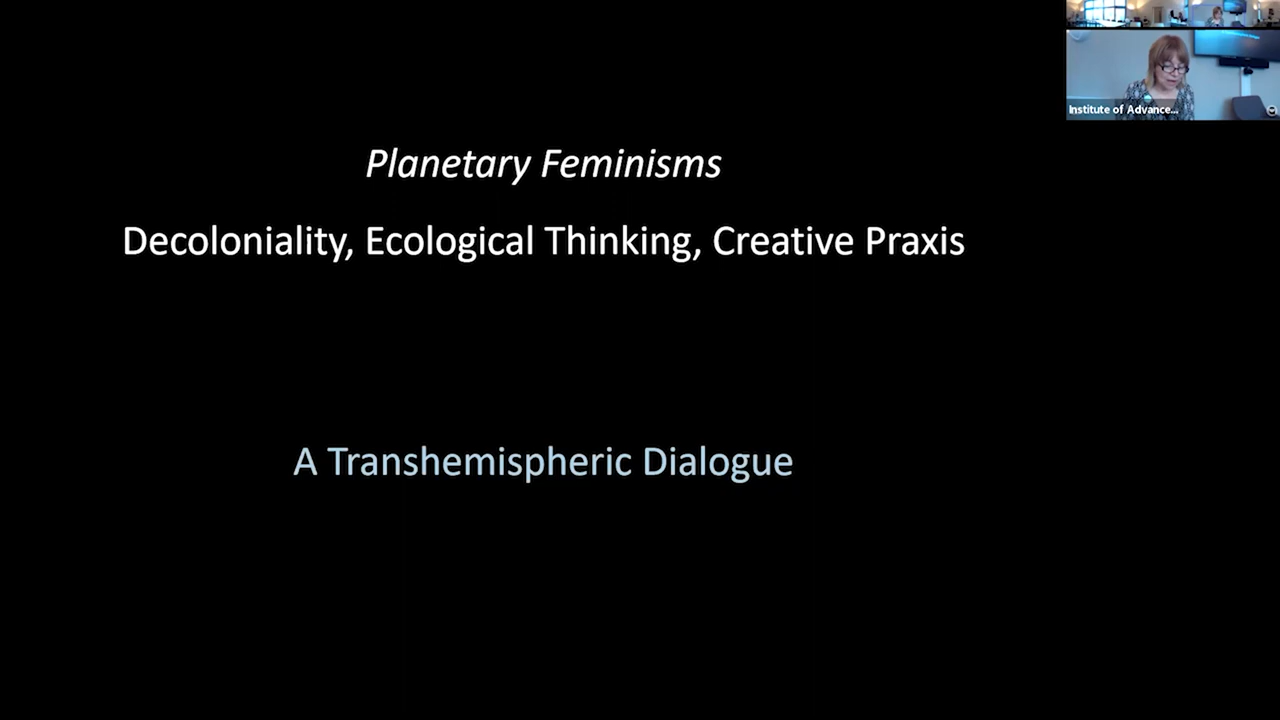 Institute of Advance...
Planetary Feminisms
Decoloniality, Ecological Thinking, Creative Praxis
A Transhemispheric Dialogue